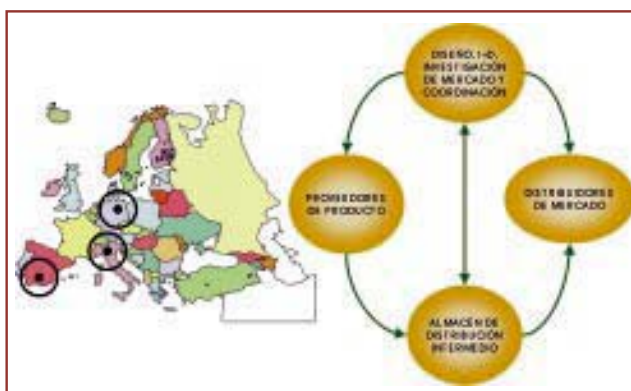 DISEÑO, I+D,
INVESTIGACIÓN
DE MERCADO Y
COORDINACIÓN
PROVEEDORES
DE PRODUCTO
DISTRIBUIDORES
DE MERCADO
ALMACÉN DE
DISTRIBUCIÓN
INTERMEDIO